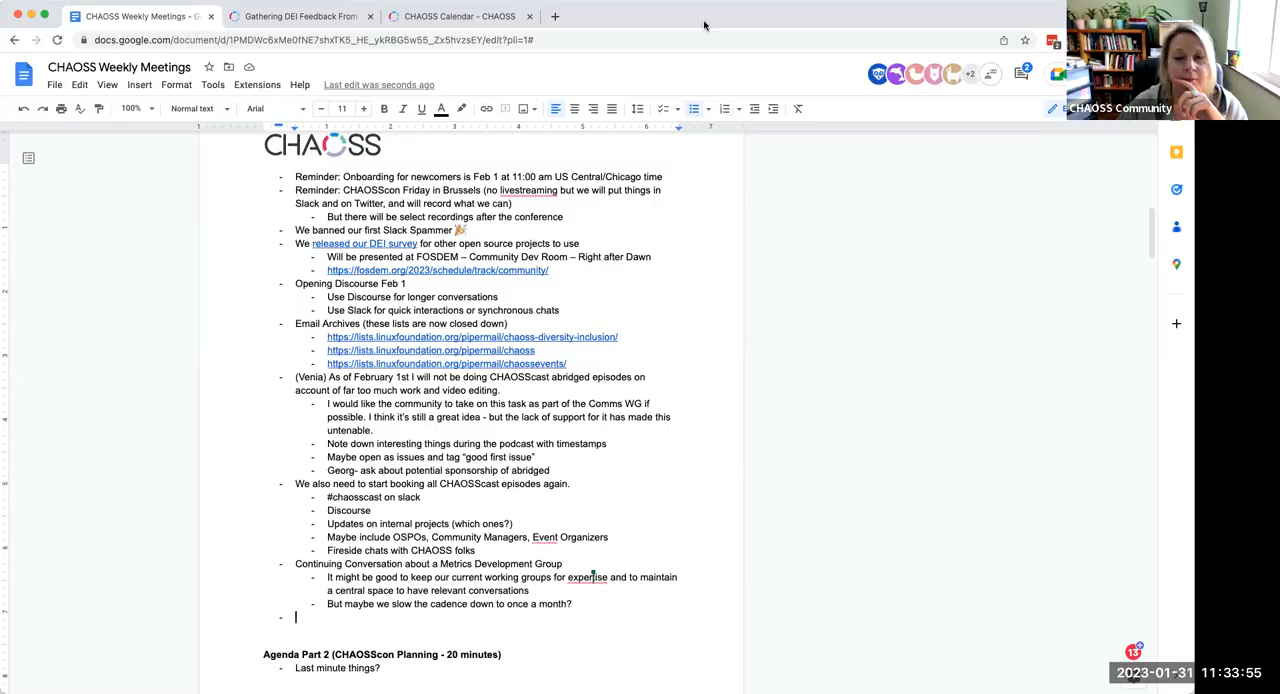 CHAOSS Weekly Meetings - G
Gathering DEI Feedback From
CHAOSS Calendar - CHAOSS
docs.google.com/document/d/1PMDWc6xMe0fNE7shxTK5_HE_ykRBG5w55_Zx5hvzsEY/edit?pli=1#
2
CHAOSS Weekly Meetings
+2
2
File Edit View Insert Format Tools Extensions Help Last edit was seconds ago
CHAOSS Community
100% Normal text Arial 11 B I U A
1 1 2 3 4 5 6 7
CHAOSS
- Reminder: Onboarding for newcomers is Feb 1 at 11:00 am US Central/Chicago time
- Reminder: CHAOSScon Friday in Brussels (no livestreaming but we will put things in
Slack and on Twitter, and will record what we can)
- But there will be select recordings after the conference
- We banned our first Slack Spammer 🎉
- We released our DEI survey for other open source projects to use
- Will be presented at FOSDEM – Community Dev Room – Right after Dawn
- https://fosdem.org/2023/schedule/track/community/
- Opening Discourse Feb 1
- Use Discourse for longer conversations
- Use Slack for quick interactions or synchronous chats
- Email Archives (these lists are now closed down)
- https://lists.linuxfoundation.org/pipermail/chaoss-diversity-inclusion/
- https://lists.linuxfoundation.org/pipermail/chaoss
- https://lists.linuxfoundation.org/pipermail/chaossevents/
- (Venia) As of February 1st I will not be doing CHAOSScast abridged episodes on
account of far too much work and video editing.
- I would like the community to take on this task as part of the Comms WG if
possible. I think it's still a great idea - but the lack of support for it has made this
untenable.
- Note down interesting things during the podcast with timestamps
- Maybe open as issues and tag “good first issue”
- Georg- ask about potential sponsorship of abridged
- We also need to start booking all CHAOSScast episodes again.
- #chaosscast on slack
- Discourse
- Updates on internal projects (which ones?)
- Maybe include OSPOs, Community Managers, Event Organizers
- Fireside chats with CHAOSS folks
- Continuing Conversation about a Metrics Development Group
- It might be good to keep our current working groups for expertise and to maintain
a central space to have relevant conversations
- But maybe we slow the cadence down to once a month?
-
Agenda Part 2 (CHAOSScon Planning - 20 minutes)
- Last minute things?
13
2023-01-31 11:33:55